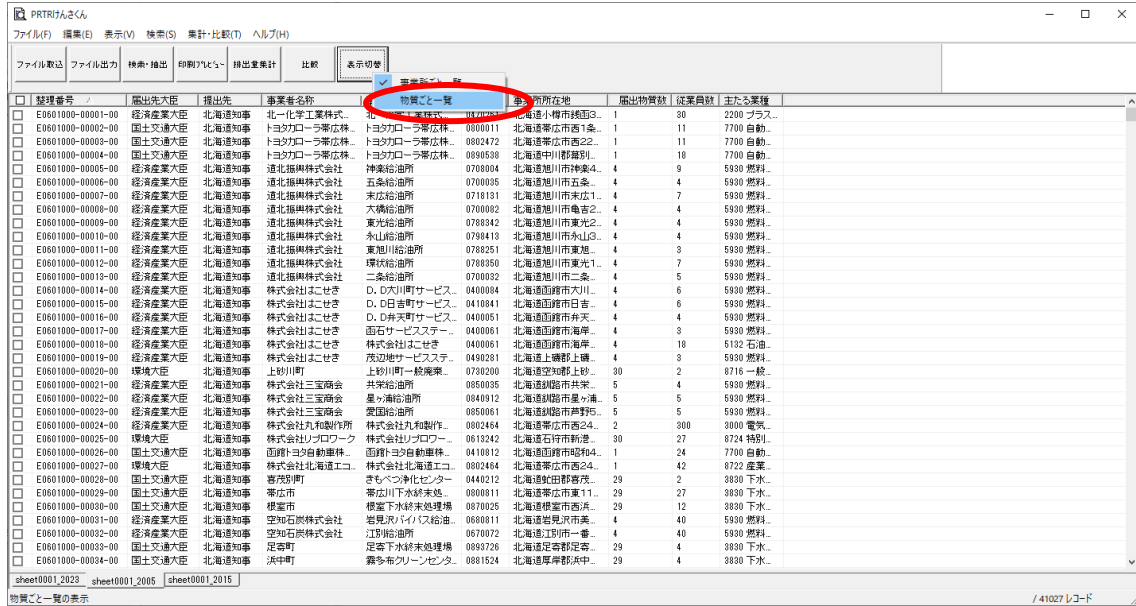 PRTRけんさくん
ファイル(F) 編集(E) 表示(V) 検索(S) 集計・比較(T) ヘルプ(H)
ファイル取込 ファイル出力 検索・抽出 印刷プレビュー 排出量集計 比較 表示切替
物質ごと一覧
整理番号 届出先大臣 提出先 事業者名称 事業所所在地 届出物質数 従業員数 主たる業種
E0601000-00001-00 経済産業大臣 北海道知事 北一化学工業株式... 北海道小樽市銭函3... 1 30 2200 プラス...
E0601000-00002-00 国土交通大臣 北海道知事 トヨタカローラ帯広株... トヨタカローラ帯広株... 0800011 北海道帯広市西1条... 1 11 7700 自動...
E0601000-00003-00 国土交通大臣 北海道知事 トヨタカローラ帯広株... トヨタカローラ帯広株... 0802472 北海道帯広市西22... 1 11 7700 自動...
E0601000-00004-00 国土交通大臣 北海道知事 トヨタカローラ帯広株... トヨタカローラ帯広株... 0890538 北海道中川郡幕別... 1 18 7700 自動...
E0601000-00005-00 経済産業大臣 北海道知事 道北振興株式会社 神楽給油所 0708004 北海道旭川市神楽4... 4 9 5930 燃料...
E0601000-00006-00 経済産業大臣 北海道知事 道北振興株式会社 五条給油所 0700035 北海道旭川市五条... 4 4 5930 燃料...
E0601000-00007-00 経済産業大臣 北海道知事 道北振興株式会社 末広給油所 0718131 北海道旭川市末広1... 4 7 5930 燃料...
E0601000-00008-00 経済産業大臣 北海道知事 道北振興株式会社 大橋給油所 0700082 北海道旭川市亀吉2... 4 4 5930 燃料...
E0601000-00009-00 経済産業大臣 北海道知事 道北振興株式会社 東光給油所 0788342 北海道旭川市東光2... 4 4 5930 燃料...
E0601000-00010-00 経済産業大臣 北海道知事 道北振興株式会社 永山給油所 0798413 北海道旭川市永山3... 4 4 5930 燃料...
E0601000-00011-00 経済産業大臣 北海道知事 道北振興株式会社 東旭川給油所 0788251 北海道旭川市東旭... 4 3 5930 燃料...
E0601000-00012-00 経済産業大臣 北海道知事 道北振興株式会社 環状給油所 0788350 北海道旭川市東光1... 4 7 5930 燃料...
E0601000-00013-00 経済産業大臣 北海道知事 道北振興株式会社 二条給油所 0700032 北海道旭川市二条... 4 5 5930 燃料...
E0601000-00014-00 経済産業大臣 北海道知事 株式会社はこせき D．D大川町サービス... 0400084 北海道函館市大川... 4 6 5930 燃料...
E0601000-00015-00 経済産業大臣 北海道知事 株式会社はこせき D．D日吉町サービス... 0410841 北海道函館市日吉... 4 6 5930 燃料...
E0601000-00016-00 経済産業大臣 北海道知事 株式会社はこせき D．D弁天町サービス... 0400051 北海道函館市弁天... 4 4 5930 燃料...
E0601000-00017-00 経済産業大臣 北海道知事 株式会社はこせき 函石サービスステー... 0400061 北海道函館市海岸... 4 3 5930 燃料...
E0601000-00018-00 経済産業大臣 北海道知事 株式会社はこせき 株式会社はこせき 0400061 北海道函館市海岸... 4 18 5132 石油...
E0601000-00019-00 経済産業大臣 北海道知事 株式会社はこせき 茂辺地サービスステ... 0490281 北海道上磯郡上磯... 4 3 5930 燃料...
E0601000-00020-00 環境大臣 北海道知事 上砂川町 上砂川町一般廃棄... 0730200 北海道空知郡上砂... 30 2 8716 一般...
E0601000-00021-00 経済産業大臣 北海道知事 株式会社三宝商会 共栄給油所 0850035 北海道釧路市共栄... 5 4 5930 燃料...
E0601000-00022-00 経済産業大臣 北海道知事 株式会社三宝商会 星ヶ浦給油所 0840912 北海道釧路市星ヶ浦... 5 5 5930 燃料...
E0601000-00023-00 経済産業大臣 北海道知事 株式会社三宝商会 愛国給油所 0850061 北海道釧路市芦野5... 5 5 5930 燃料...
E0601000-00024-00 経済産業大臣 北海道知事 株式会社丸和製作所 株式会社丸和製作... 0802464 北海道帯広市西24... 2 300 3000 電気...
E0601000-00025-00 環境大臣 北海道知事 株式会社リプロワーク 株式会社リプロワー... 0613242 北海道石狩市新港... 30 27 8724 特別...
E0601000-00026-00 国土交通大臣 北海道知事 函館トヨタ自動車株... 函館トヨタ自動車株... 0410812 北海道函館市昭和4... 1 24 7700 自動...
E0601000-00027-00 環境大臣 北海道知事 株式会社北海道エコ... 株式会社北海道エコ... 0802464 北海道帯広市西24... 1 42 8722 産業...
E0601000-00028-00 国土交通大臣 北海道知事 喜茂別町 きもべつ浄化センター 0440212 北海道虻田郡喜茂... 29 2 3830 下水...
E0601000-00029-00 国土交通大臣 北海道知事 帯広市 帯広川下水終末処... 0800811 北海道帯広市東11... 29 27 3830 下水...
E0601000-00030-00 国土交通大臣 北海道知事 根室市 根室下水終末処理場 0870025 北海道根室市西浜... 29 12 3830 下水...
E0601000-00031-00 経済産業大臣 北海道知事 空知石炭株式会社 岩見沢バイパス給油... 0680811 北海道岩見沢市美... 4 40 5930 燃料...
E0601000-00032-00 経済産業大臣 北海道知事 空知石炭株式会社 江別給油所 0670072 北海道江別市一番... 4 40 5930 燃料...
E0601000-00033-00 国土交通大臣 北海道知事 足寄町 足寄下水終末処理場 0893726 北海道足寄郡足寄... 29 4 3830 下水...
E0601000-00034-00 国土交通大臣 北海道知事 浜中町 霧多布クリーンセンタ... 0881524 北海道厚岸郡浜中... 29 4 3830 下水...
sheet0001_2023 sheet0001_2005 sheet0001_2015
物質ごと一覧の表示 / 41027 レコード